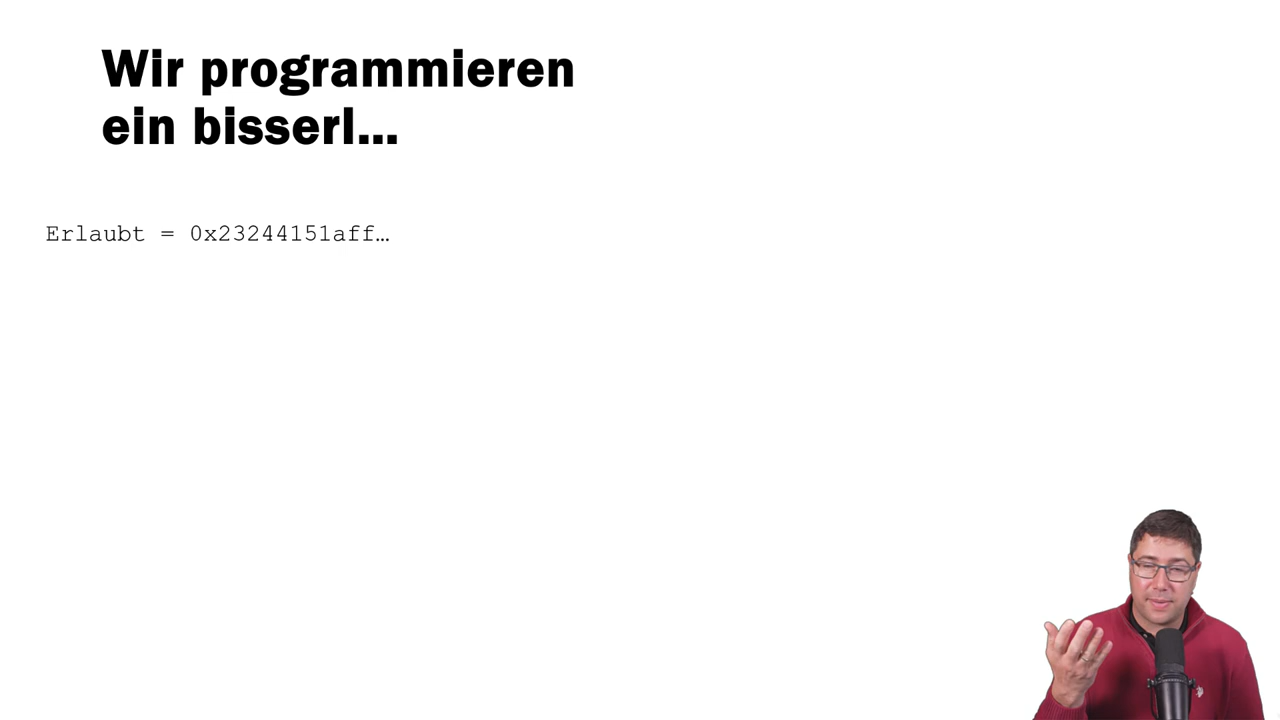 Wir programmieren
ein bisserl...
Erlaubt = 0x23244151aff…